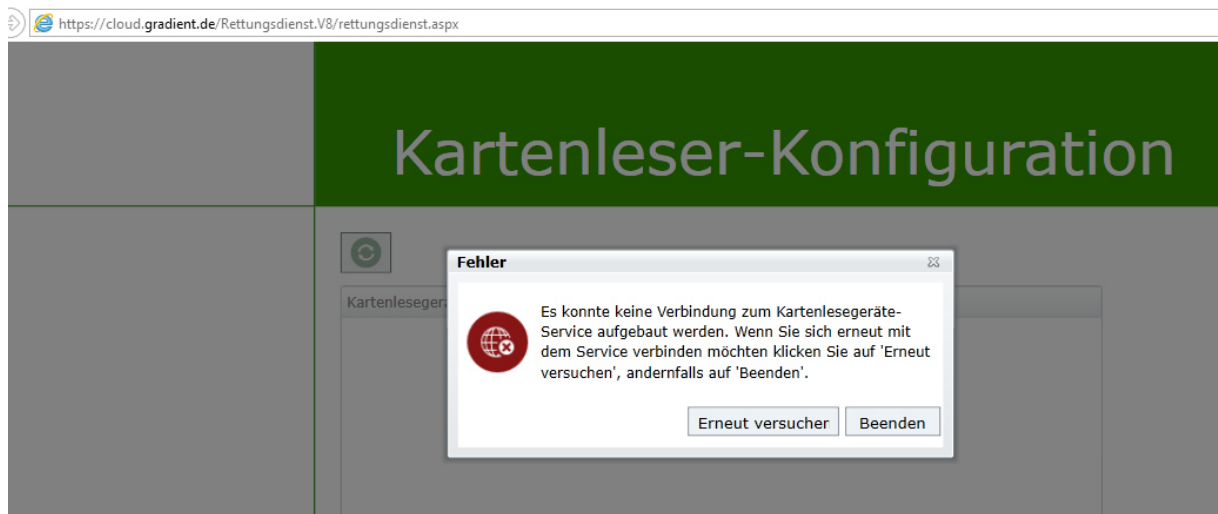 https://cloud.gradient.de/Rettungsdienst.V8/rettungsdienst.aspx
Kartenleser-Konfiguration
Fehler
Kartenleseger
Es konnte keine Verbindung zum Kartenlesegeräte-
Service aufgebaut werden. Wenn Sie sich erneut mit
dem Service verbinden möchten klicken Sie auf 'Erneut
versuchen', andernfalls auf 'Beenden'.
Erneut versucher
Beenden